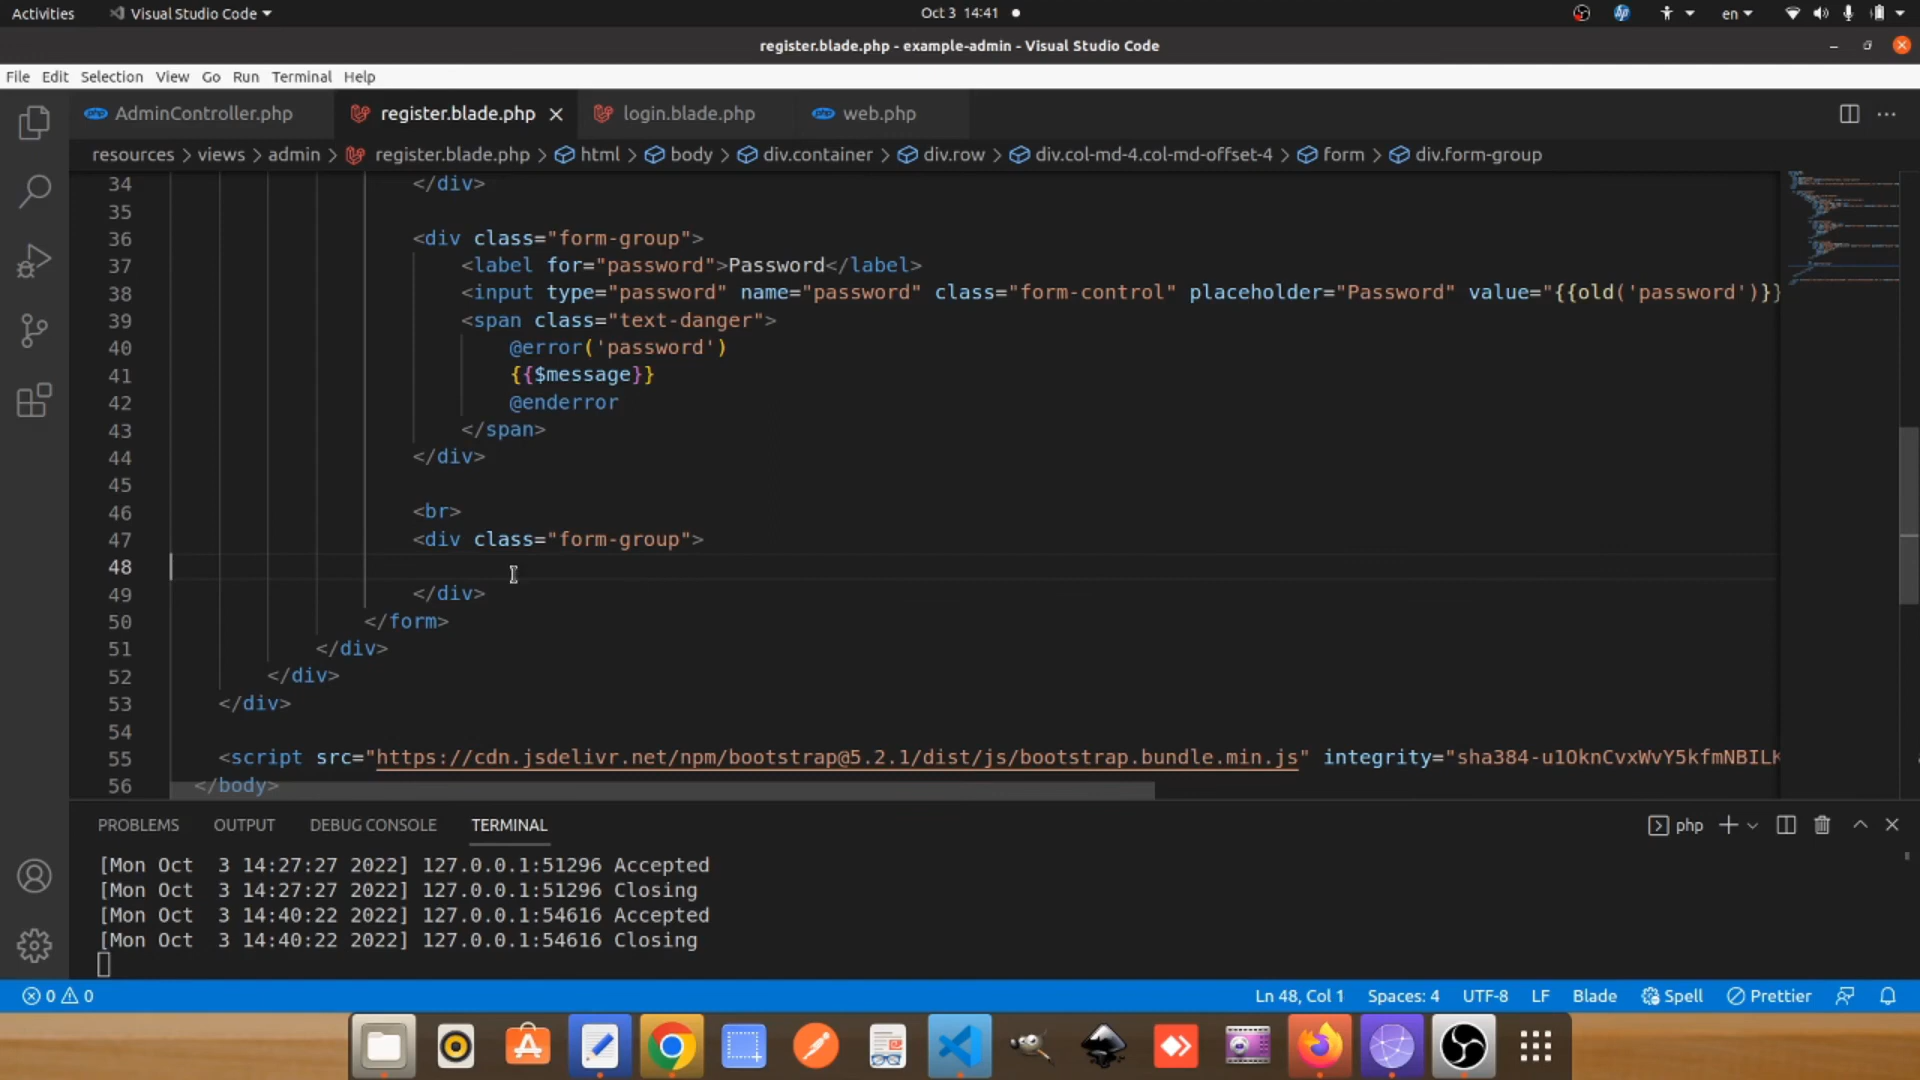 Activities
Visual Studio Code
Oct 3 14:41
en
register.blade.php - example-admin - Visual Studio Code
File Edit Selection View Go Run Terminal Help
AdminController.php
register.blade.php
login.blade.php
web.php
resources > views > admin > register.blade.php > html > body > div.container > div.row > div.col-md-4.col-md-offset-4 > form > div.form-group
34 </div>
35
36 <div class="form-group">
37 <label for="password">Password</label>
38 <input type="password" name="password" class="form-control" placeholder="Password" value="{{old('password')}}
39 <span class="text-danger">
40 @error('password')
41 {{$message}}
42 @enderror
43 </span>
44 </div>
45
46 <br>
47 <div class="form-group">
48
49 </div>
50 </form>
51 </div>
52 </div>
53 </div>
54
55 <script src="https://cdn.jsdelivr.net/npm/bootstrap@5.2.1/dist/js/bootstrap.bundle.min.js" integrity="sha384-u1OknCvxWvY5kfmNBILK
56 </body>
PROBLEMS OUTPUT DEBUG CONSOLE TERMINAL
php
[Mon Oct  3 14:27:27 2022] 127.0.0.1:51296 Accepted
[Mon Oct  3 14:27:27 2022] 127.0.0.1:51296 Closing
[Mon Oct  3 14:40:22 2022] 127.0.0.1:54616 Accepted
[Mon Oct  3 14:40:22 2022] 127.0.0.1:54616 Closing
0 0
Ln 48, Col 1 Spaces: 4 UTF-8 LF Blade Spell Prettier